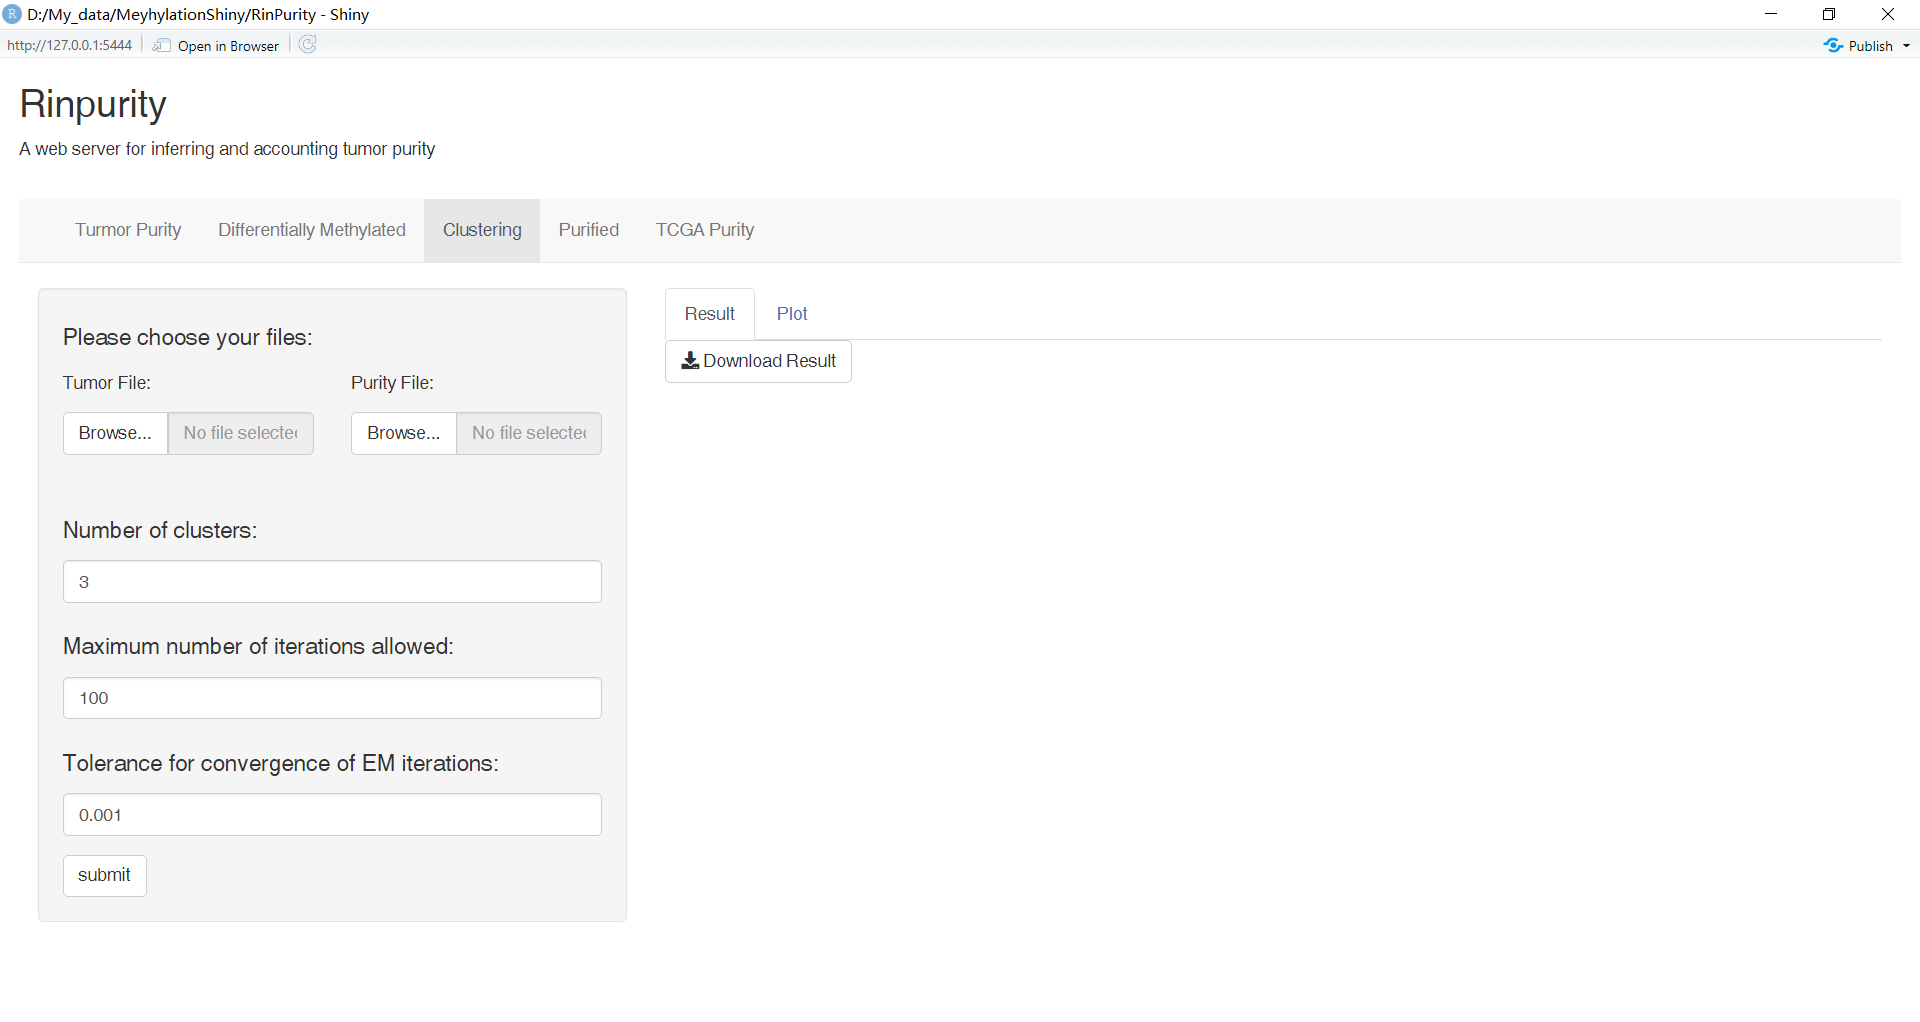 R D:/My_data/MeyhylationShiny/RinPurity - Shiny
http://127.0.0.1:5444 Open in Browser Publish
Rinpurity
A web server for inferring and accounting tumor purity
Turmor Purity Differentially Methylated Clustering Purified TCGA Purity
Result Plot
Download Result
Please choose your files:
Tumor File: Purity File:
Browse... No file selected Browse... No file selected
Number of clusters:
3
Maximum number of iterations allowed:
100
Tolerance for convergence of EM iterations:
0.001
submit